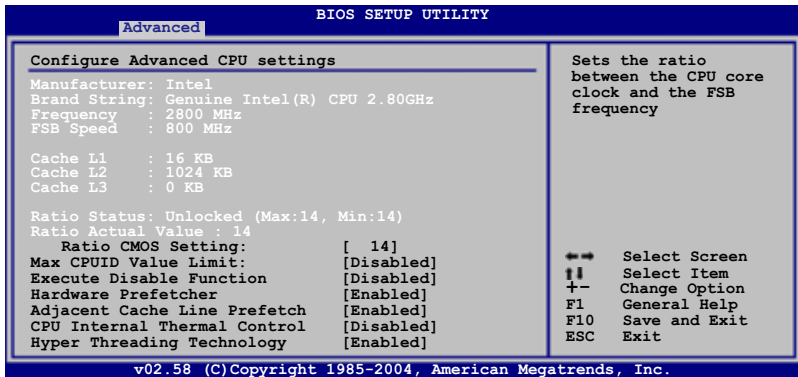 BIOS SETUP UTILITY
Advanced
Configure Advanced CPU settings
Manufacturer: Intel
Brand String: Genuine Intel(R) CPU 2.80GHz
Frequency : 2800 MHz
FSB Speed : 800 MHz
Cache L1 : 16 KB
Cache L2 : 1024 KB
Cache L3 : 0 KB
Ratio Status: Unlocked (Max:14, Min:14)
Ratio Actual Value : 14
Ratio CMOS Setting: [ 14]
Max CPUID Value Limit: [Disabled]
Execute Disable Function [Disabled]
Hardware Prefetcher [Enabled]
Adjacent Cache Line Prefetch [Enabled]
CPU Internal Thermal Control [Disabled]
Hyper Threading Technology [Enabled]
Sets the ratio
between the CPU core
clock and the FSB
frequency
←→ Select Screen
↑↓ Select Item
+- Change Option
F1 General Help
F10 Save and Exit
ESC Exit
v02.58 (C)Copyright 1985-2004, American Megatrends, Inc.